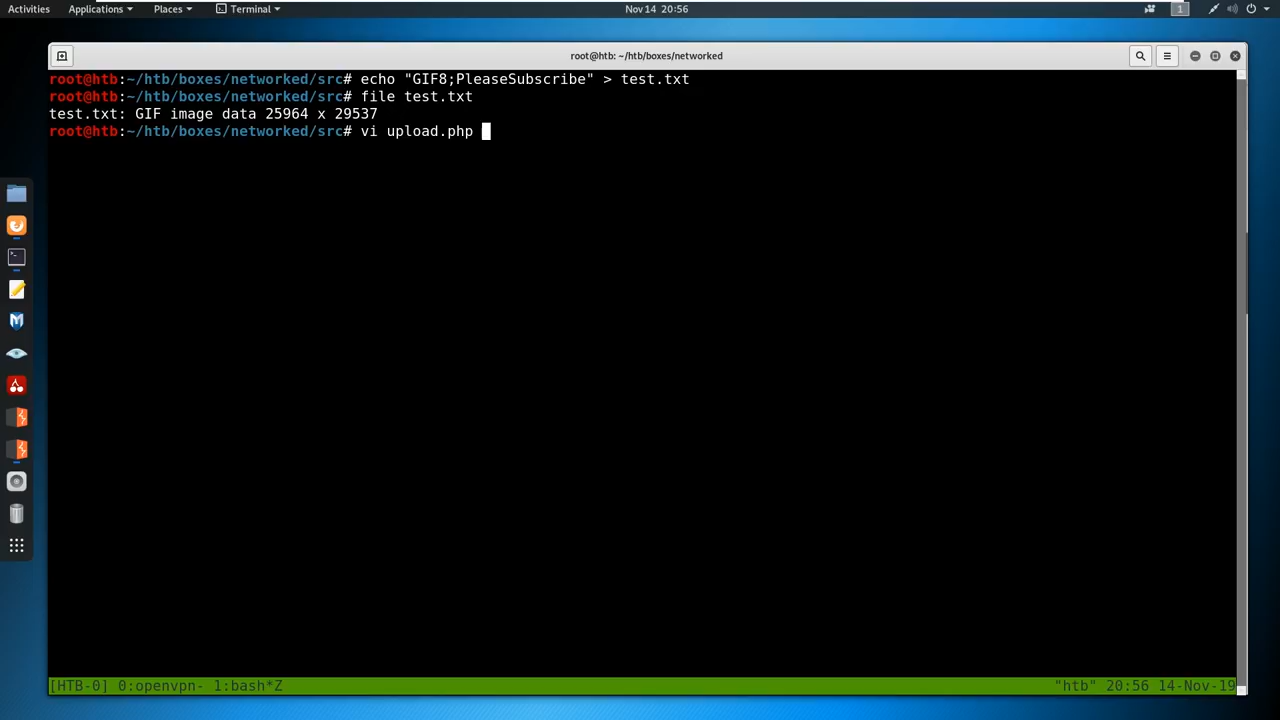 Activities Applications Places Terminal Nov 14 20:56 1
root@htb: ~/htb/boxes/networked
root@htb:~/htb/boxes/networked/src# echo "GIF8;PleaseSubscribe" > test.txt
root@htb:~/htb/boxes/networked/src# file test.txt
test.txt: GIF image data 25964 x 29537
root@htb:~/htb/boxes/networked/src# vi upload.php
[HTB-0] 0:openvpn- 1:bash*Z "htb" 20:56 14-Nov-19